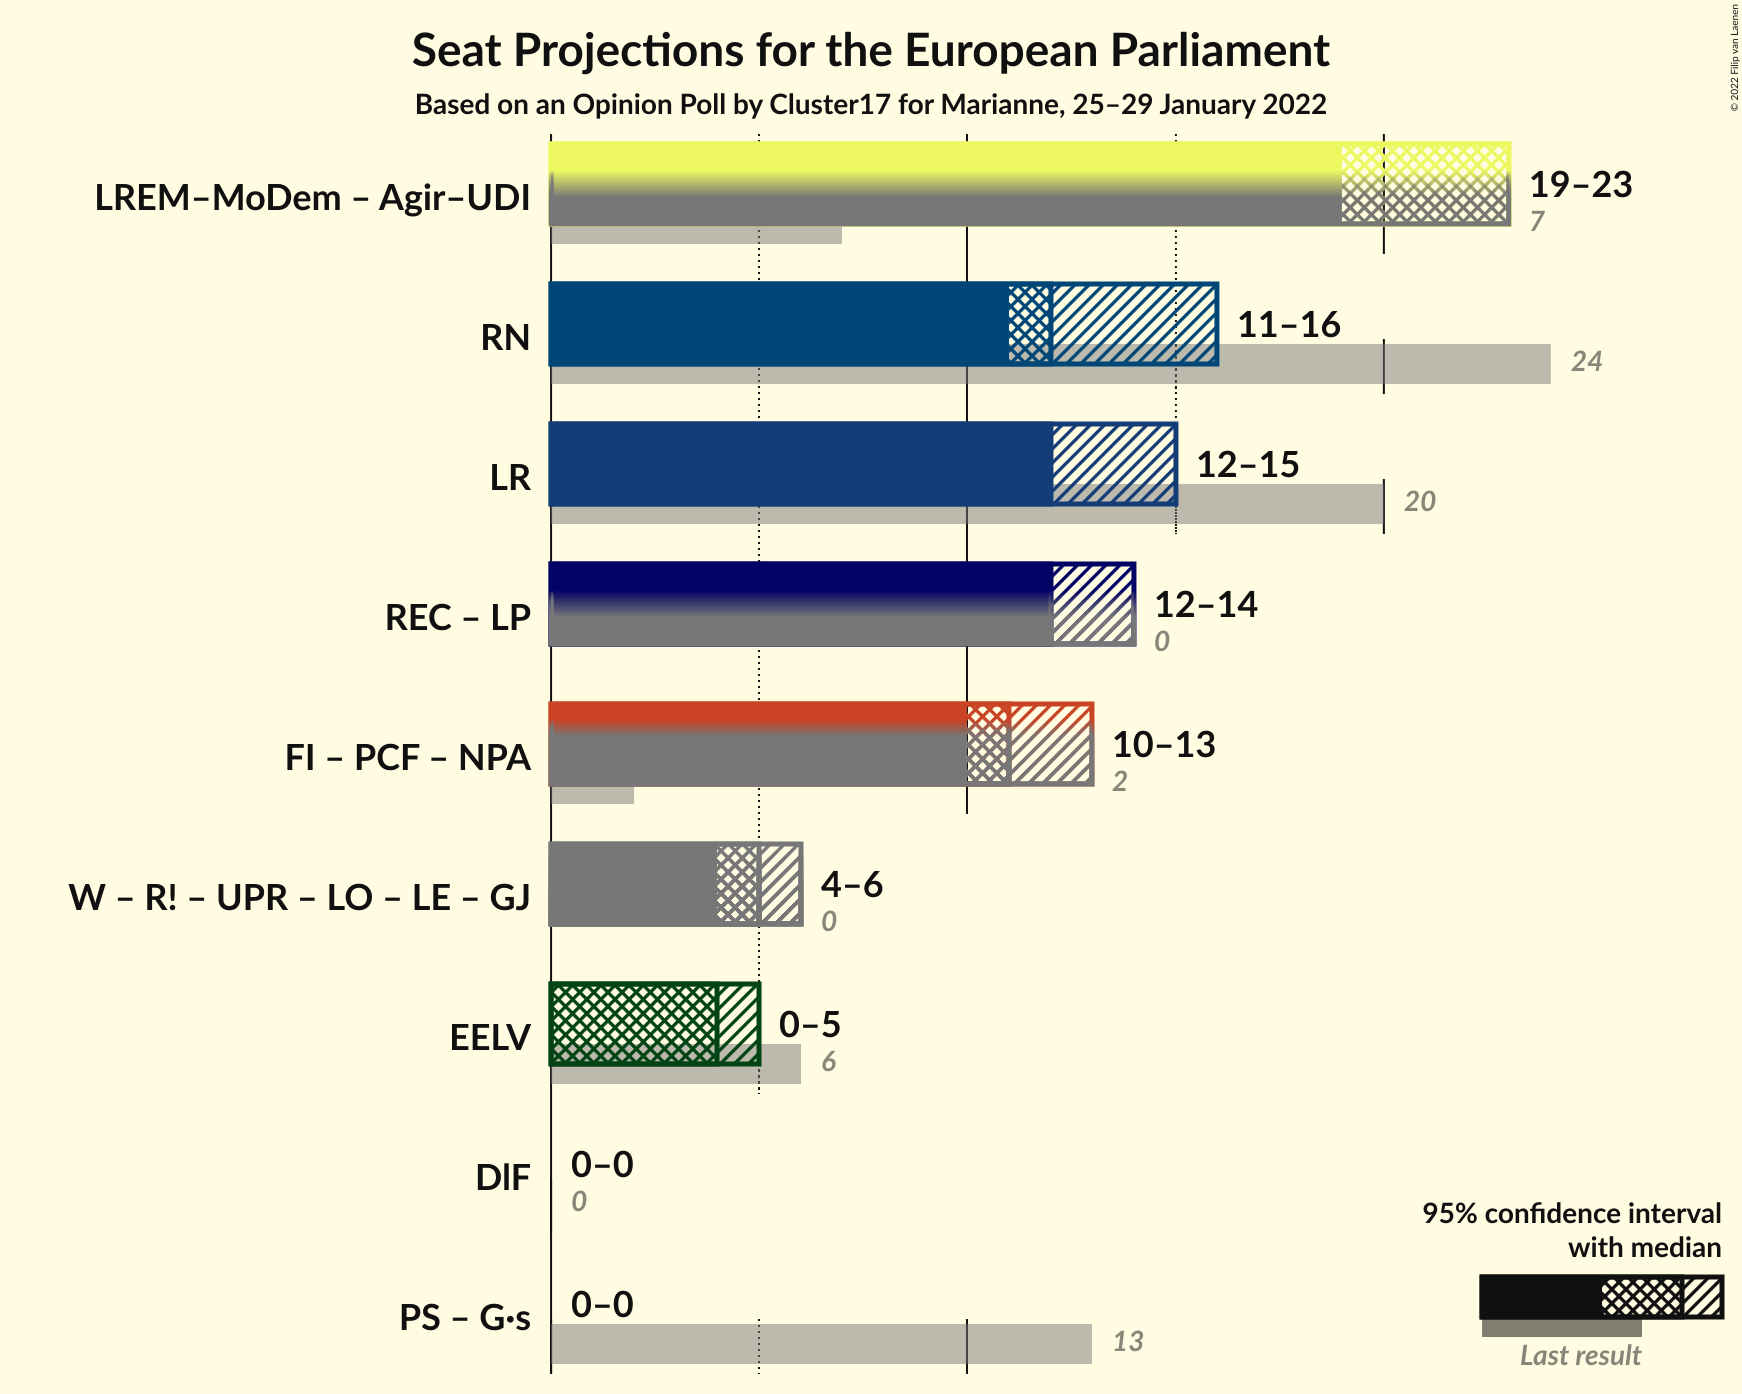 Seat Projections for the European Parliament
Based on an Opinion Poll by Cluster17 for Marianne, 25–29 January 2022
© 2022 Filip van Laenen
LREM–MoDem – Agir–UDI
19–23
7
RN
11–16
24
LR
12–15
20
REC – LP
12–14
0
FI – PCF – NPA
10–13
2
W – R! – UPR – LO – LE – GJ
4–6
0
EELV
0–5
6
DlF
0–0
0
PS – G·s
0–0
13
95% confidence interval
with median
Last result